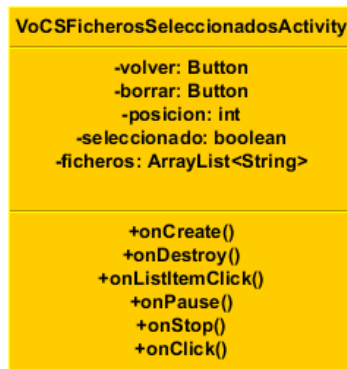 VoCSFicherosSeleccionadosActivity
-volver: Button
-borrar: Button
-posicion: int
-seleccionado: boolean
-ficheros: ArrayList<String>
+onCreate()
+onDestroy()
+onListItemClick()
+onPause()
+onStop()
+onClick()